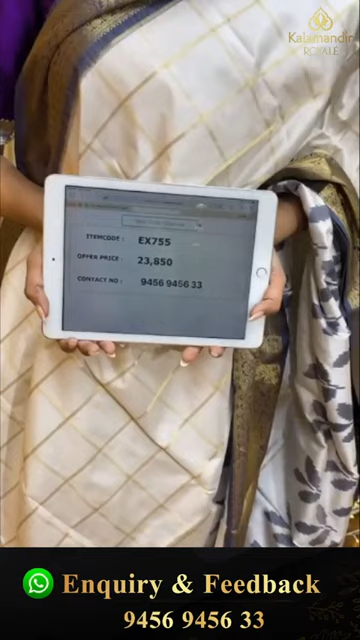 Kalamandir
ROYALE
ITEMCODE : EX755
OFFER PRICE : 23,850
CONTACT NO : 9456 9456 33
Enquiry & Feedback
9456 9456 33